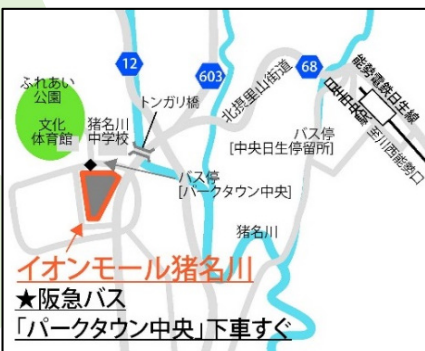 12
603
68
北摂里山街道
能勢電鉄日生線
日生中央駅
至川西能勢口
ふれあい
公園
文化
体育館
猪名川
中学校
トンガリ橋
バス停
[中央日生停留所]
バス停
[パークタウン中央]
猪名川
イオンモール猪名川
★阪急バス
「パークタウン中央」下車すぐ